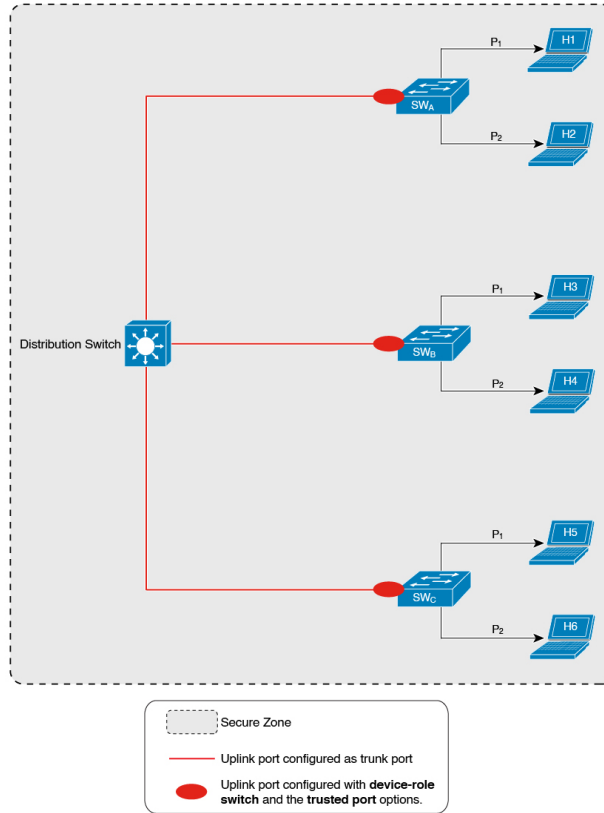 P1
H1
SWA
P2
H2
P1
H3
Distribution Switch
SWB
P2
H4
P1
H5
SWC
P2
H6
Secure Zone
Uplink port configured as trunk port
Uplink port configured with device-role
switch and the trusted port options.